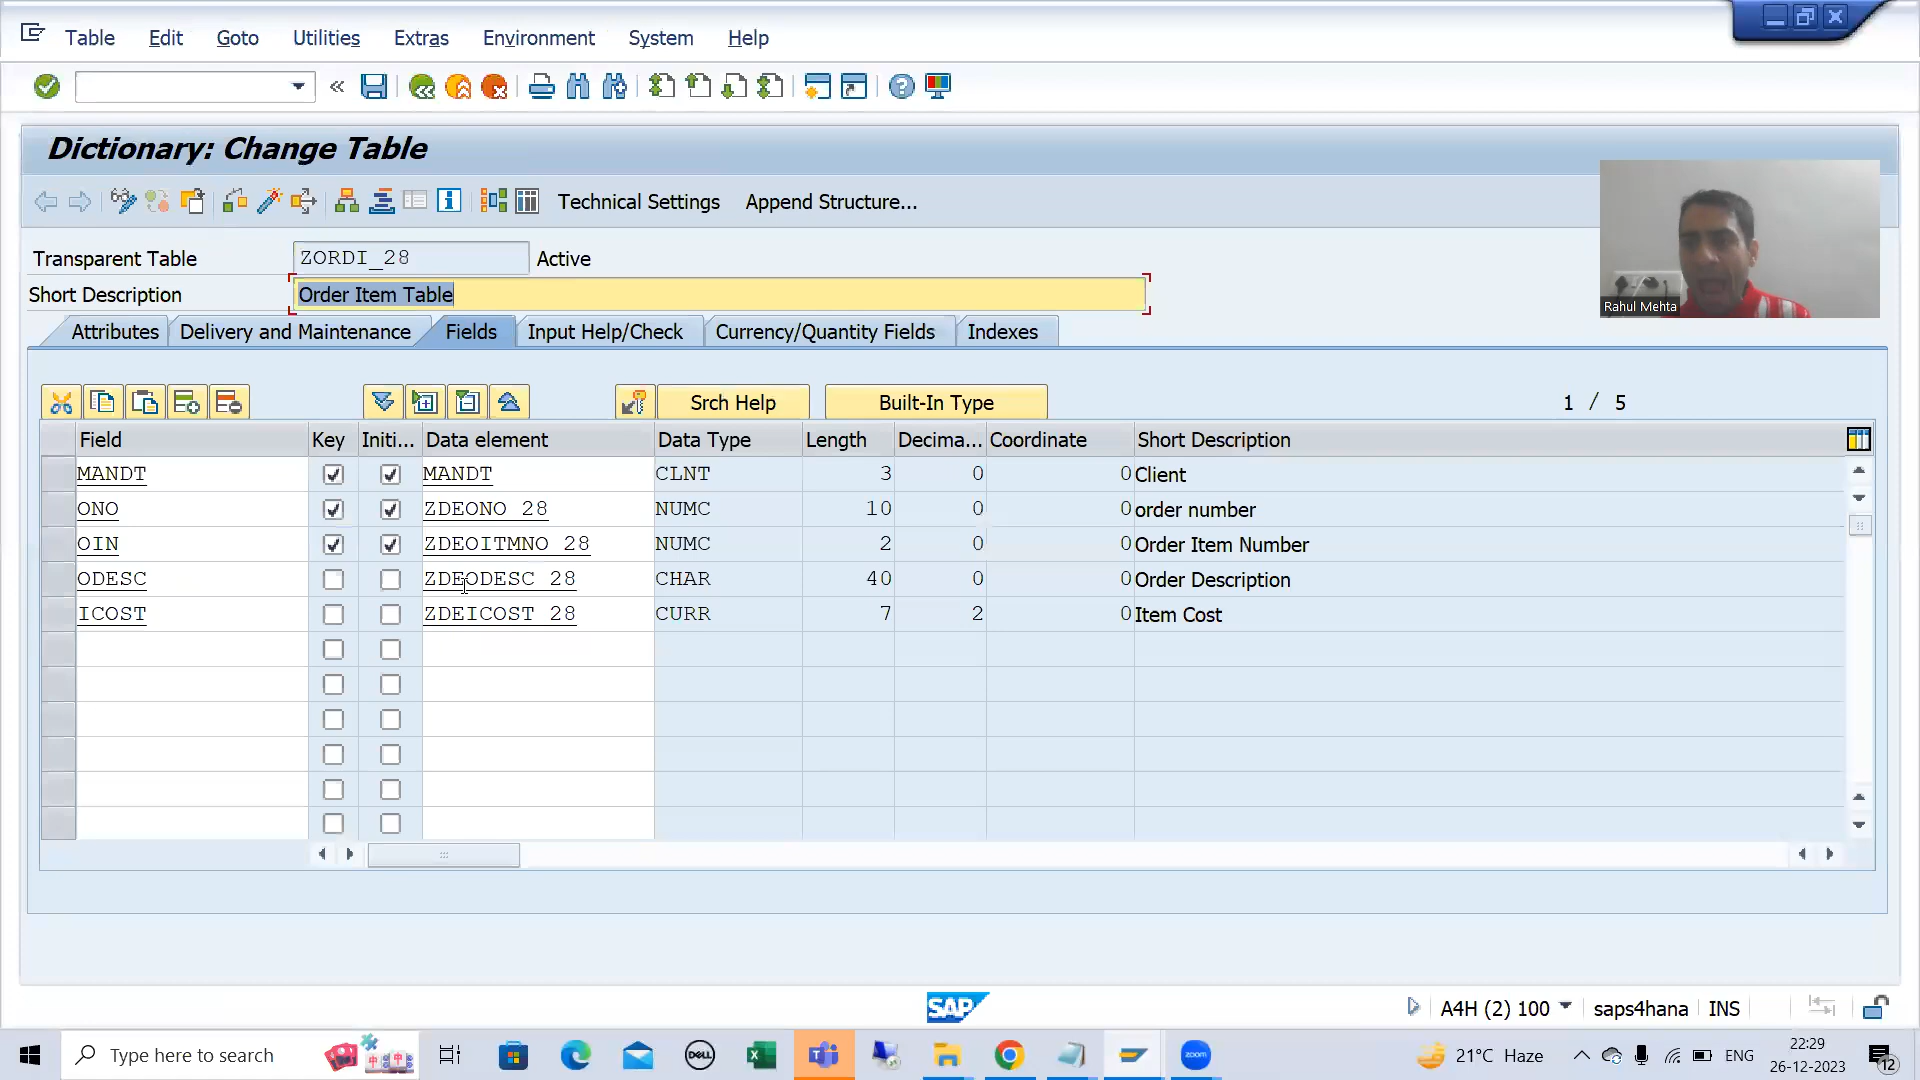 Table Edit Goto Utilities Extras Environment System Help
Dictionary: Change Table
Technical Settings Append Structure...
Transparent Table ZORDI_28 Active
Short Description Order Item Table
Rahul Mehta
Attributes Delivery and Maintenance Fields Input Help/Check Currency/Quantity Fields Indexes
Srch Help Built-In Type 1 / 5
Field Key Initi... Data element Data Type Length Decima... Coordinate Short Description
MANDT MANDT CLNT 3 0 0 Client
ONO ZDEONO_28 NUMC 10 0 0 order number
OIN ZDEOITMNO_28 NUMC 2 0 0 Order Item Number
ODESC ZDEODESC_28 CHAR 40 0 0 Order Description
ICOST ZDEICOST_28 CURR 7 2 0 Item Cost
SAP A4H (2) 100 saps4hana INS
Type here to search DELL zoom 21°C Haze ENG 22:29
26-12-2023 12